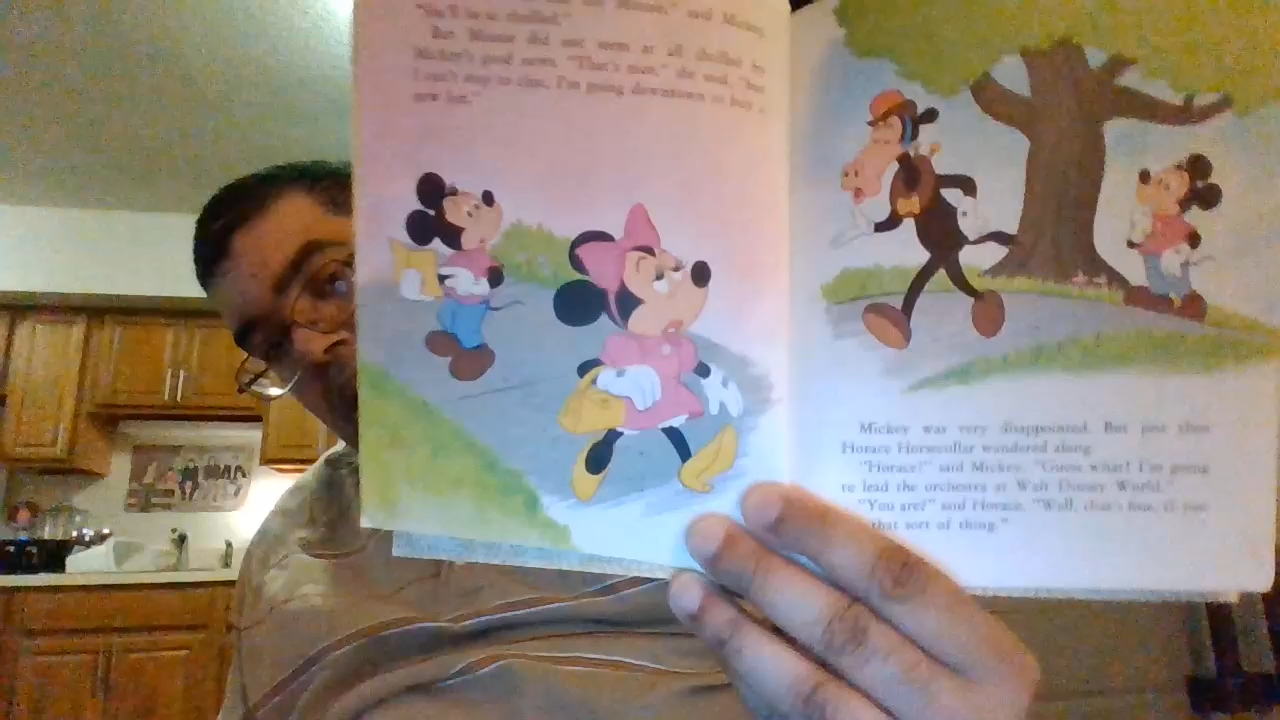 said Mickey,
"You'll be so thrilled."
But Minnie did not seem at all thrilled by
Mickey's good news. "That's nice," she said, "but
I can't stop to chat. I'm going downtown to buy a
new hat."
Mickey was very disappointed. But just then
Horace Horsecollar wandered along.
"Horace!" said Mickey. "Guess what! I'm going
to lead the orchestra at Walt Disney World."
"You are?" said Horace. "Well, that's fine, if you
that sort of thing."